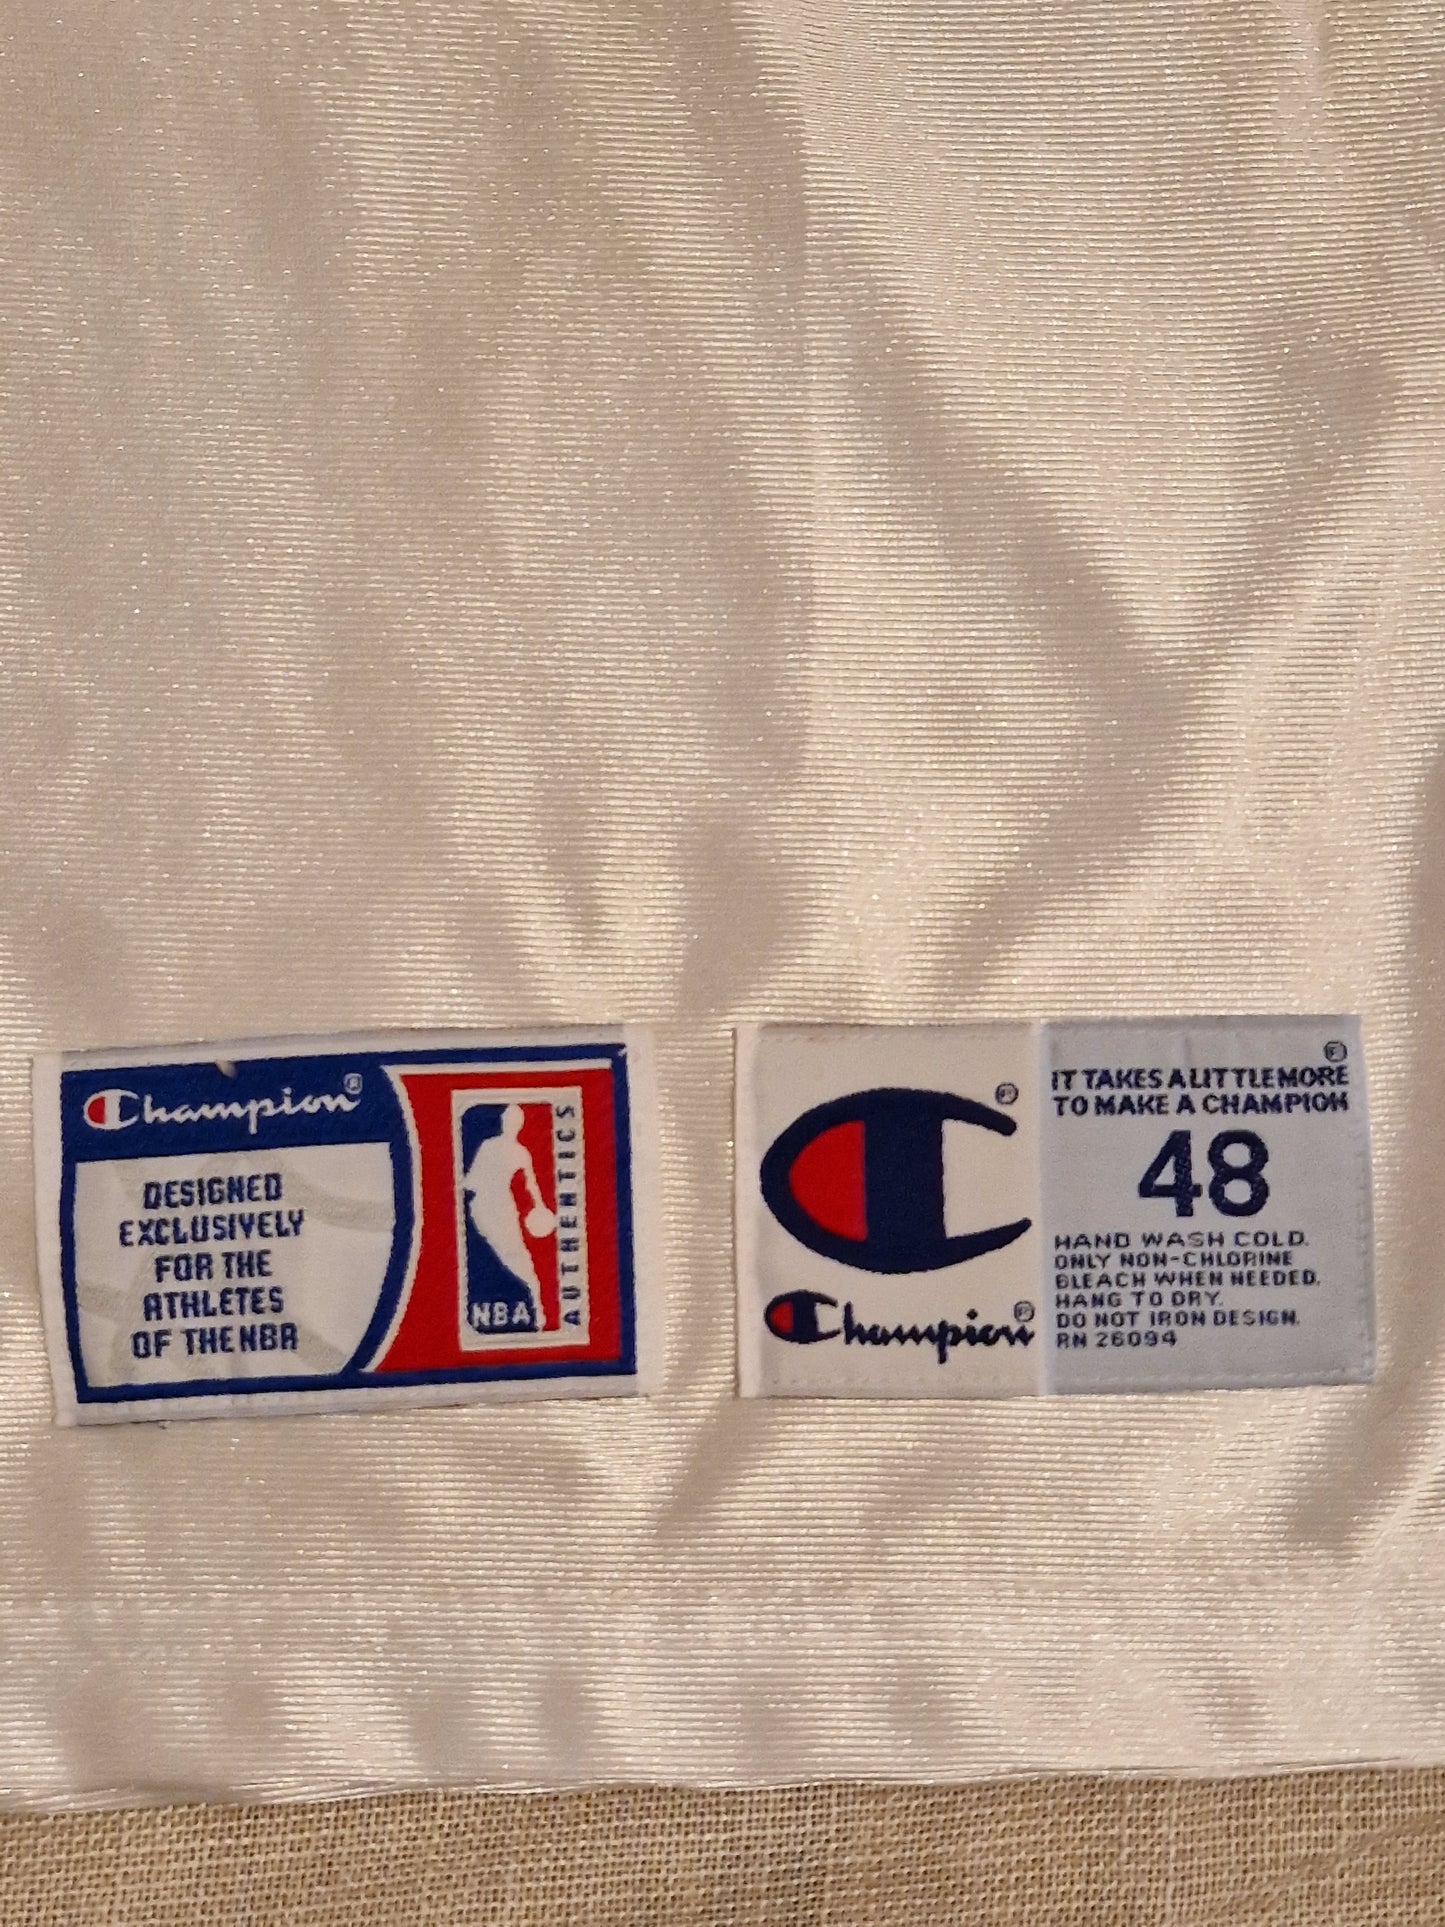 Champion®
DESIGNED
EXCLUSIVELY
FOR THE
ATHLETES
OF THE NBA
NBA
AUTHENTICS
®
Champion®
®
IT TAKES A LITTLE MORE
TO MAKE A CHAMPION
48
HAND WASH COLD.
ONLY NON-CHLORINE
BLEACH WHEN NEEDED.
HANG TO DRY.
DO NOT IRON DESIGN.
RN 26094